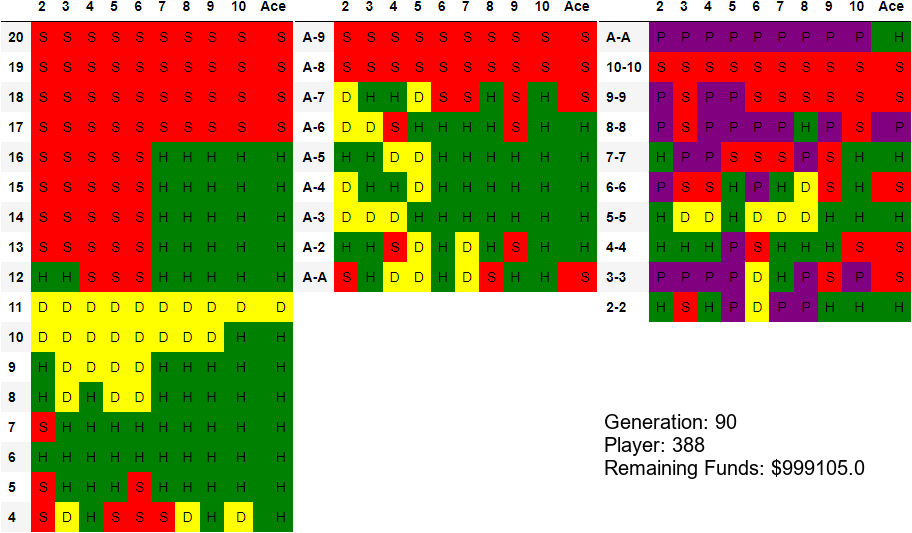 2 3 4 5 6 7 8 9 10 Ace
20 S S S S S S S S S S
19 S S S S S S S S S S
18 S S S S S S S S S S
17 S S S S S S S S S S
16 S S S S S H H H H H
15 S S S S S H H H H H
14 S S S S S H H H H H
13 S S S S S H H H H H
12 H H S S S H H H H H
11 D D D D D D D D D D
10 D D D D D D D D H H
9 H D D D D H H H H H
8 H D H D D H H H H H
7 S H H H H H H H H H
6 H H H H H H H H H H
5 S H H H S H H H H H
4 S D H S S S D H D H
2 3 4 5 6 7 8 9 10 Ace
A-9 S S S S S S S S S S
A-8 S S S S S S S S S S
A-7 D H H D S S H S H S
A-6 D D S H H H H S H H
A-5 H H D D H H H H H H
A-4 D H H D H H H H H H
A-3 D D D H H H H H H H
A-2 H H S D H D H S H H
A-A S H D D H D S H H S
2 3 4 5 6 7 8 9 10 Ace
A-A P P P P P P P P P H
10-10 S S S S S S S S S S
9-9 P S P P S S S S S S
8-8 P S P P P P H P S P
7-7 H P P S S S P S H H
6-6 P S S H P H D S H S
5-5 H D D H D D D H H H
4-4 H H H P S H H H S S
3-3 P P P P D H P S P S
2-2 H S H P D P P H H H
Generation: 90
Player: 388
Remaining Funds: $999105.0